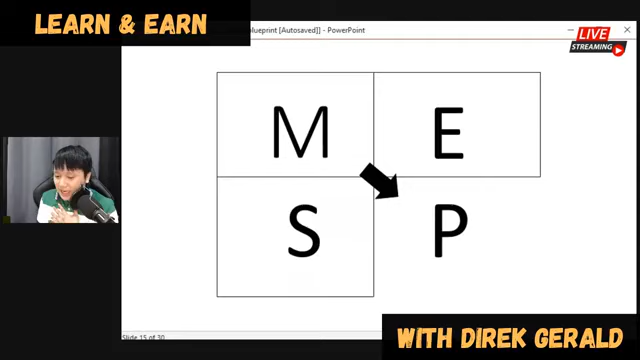 LEARN & EARN
blueprint [Autosaved]] - PowerPoint
LIVE
STREAMING
M E
S P
Slide 15 of 30
WITH DIREK GERALD